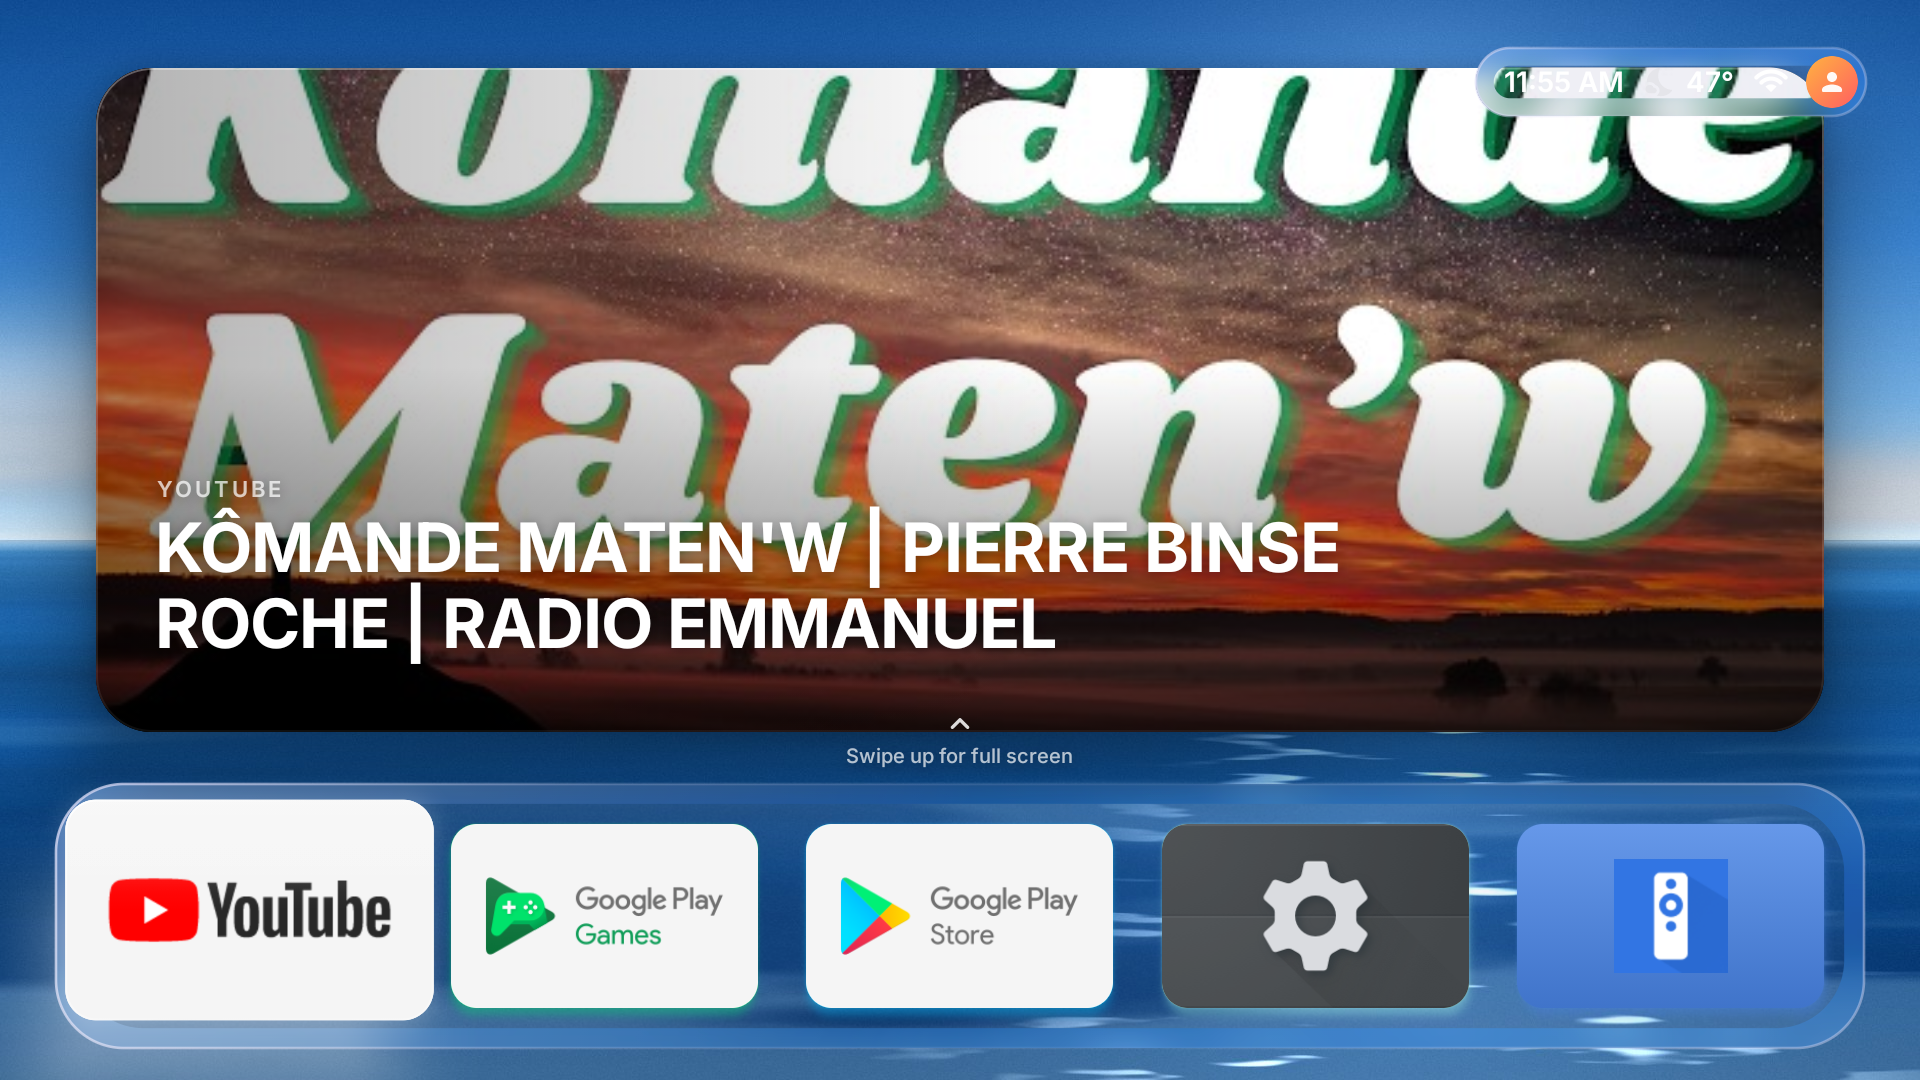 11:55 AM 47°
Kômande
Maten'w
YOUTUBE
KÔMANDE MATEN'W | PIERRE BINSE
ROCHE | RADIO EMMANUEL
Swipe up for full screen
YouTube
Google Play
Games
Google Play
Store